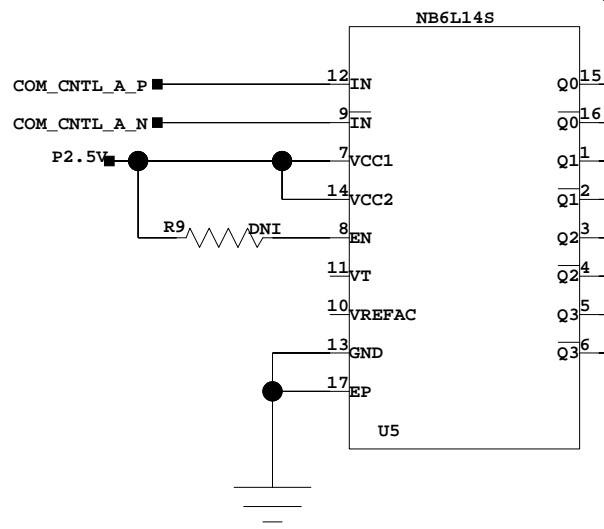 NB6L14S
COM_CNTL_A_P 12 IN Q0 15
COM_CNTL_A_N 9 IN Q0 16
P2.5V 7 VCC1 Q1 1
14 VCC2 Q1 2
R9 DNI 8 EN Q2 3
11 VT Q2 4
10 VREFAC Q3 5
13 GND Q3 6
17 EP
U5